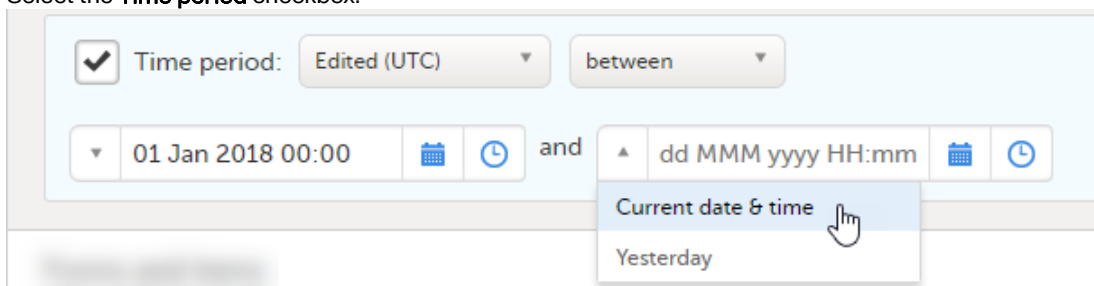 Select the Time period checkbox.
Time period: Edited (UTC) between
01 Jan 2018 00:00 and dd MMM yyyy HH:mm
Current date & time
Yesterday